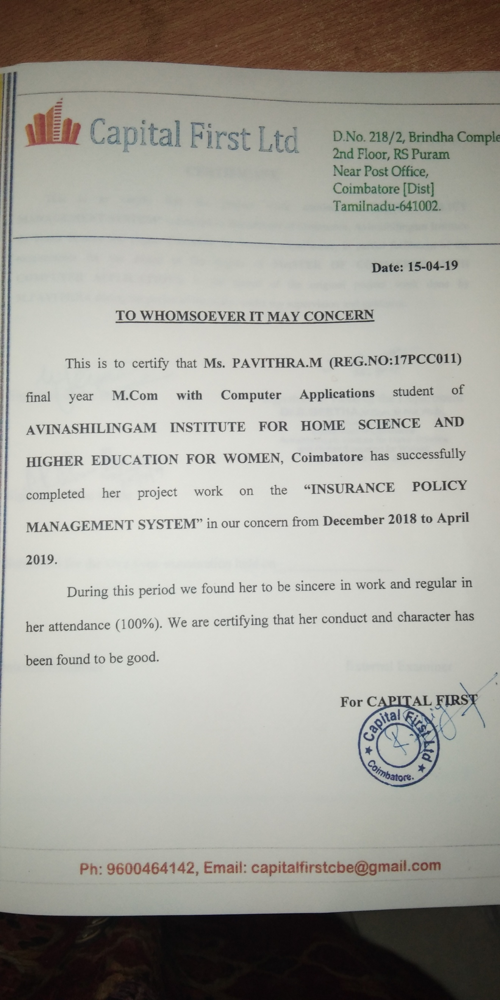 Capital First Ltd
D.No. 218/2, Brindha Comple
2nd Floor, RS Puram
Near Post Office,
Coimbatore [Dist]
Tamilnadu-641002.
Date: 15-04-19
TO WHOMSOEVER IT MAY CONCERN
This is to certify that Ms. PAVITHRA.M (REG.NO:17PCC011)
final year M.Com with Computer Applications student of
AVINASHILINGAM INSTITUTE FOR HOME SCIENCE AND
HIGHER EDUCATION FOR WOMEN, Coimbatore has successfully
completed her project work on the “INSURANCE POLICY
MANAGEMENT SYSTEM” in our concern from December 2018 to April
2019.
During this period we found her to be sincere in work and regular in
her attendance (100%). We are certifying that her conduct and character has
been found to be good.
For CAPITAL FIRST
Capital First Ltd
Coimbatore.
Ph: 9600464142, Email: capitalfirstcbe@gmail.com